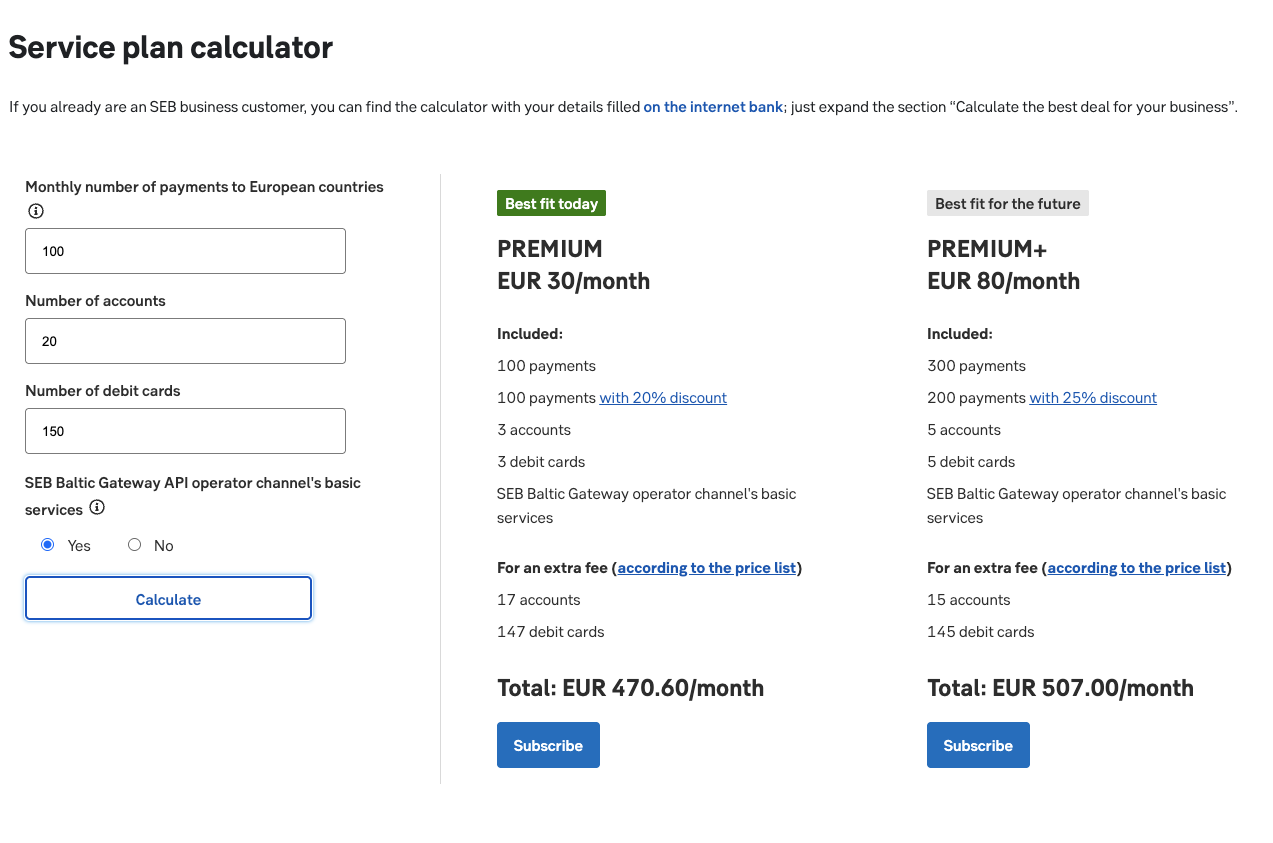 Service plan calculator
If you already are an SEB business customer, you can find the calculator with your details filled on the internet bank; just expand the section “Calculate the best deal for your business”.
Monthly number of payments to European countries
100
Number of accounts
20
Number of debit cards
150
SEB Baltic Gateway API operator channel's basic
services
Yes
No
Calculate
Best fit today
PREMIUM
EUR 30/month
Included:
100 payments
100 payments with 20% discount
3 accounts
3 debit cards
SEB Baltic Gateway operator channel's basic
services
For an extra fee (according to the price list)
17 accounts
147 debit cards
Total: EUR 470.60/month
Subscribe
Best fit for the future
PREMIUM+
EUR 80/month
Included:
300 payments
200 payments with 25% discount
5 accounts
5 debit cards
SEB Baltic Gateway operator channel's basic
services
For an extra fee (according to the price list)
15 accounts
145 debit cards
Total: EUR 507.00/month
Subscribe